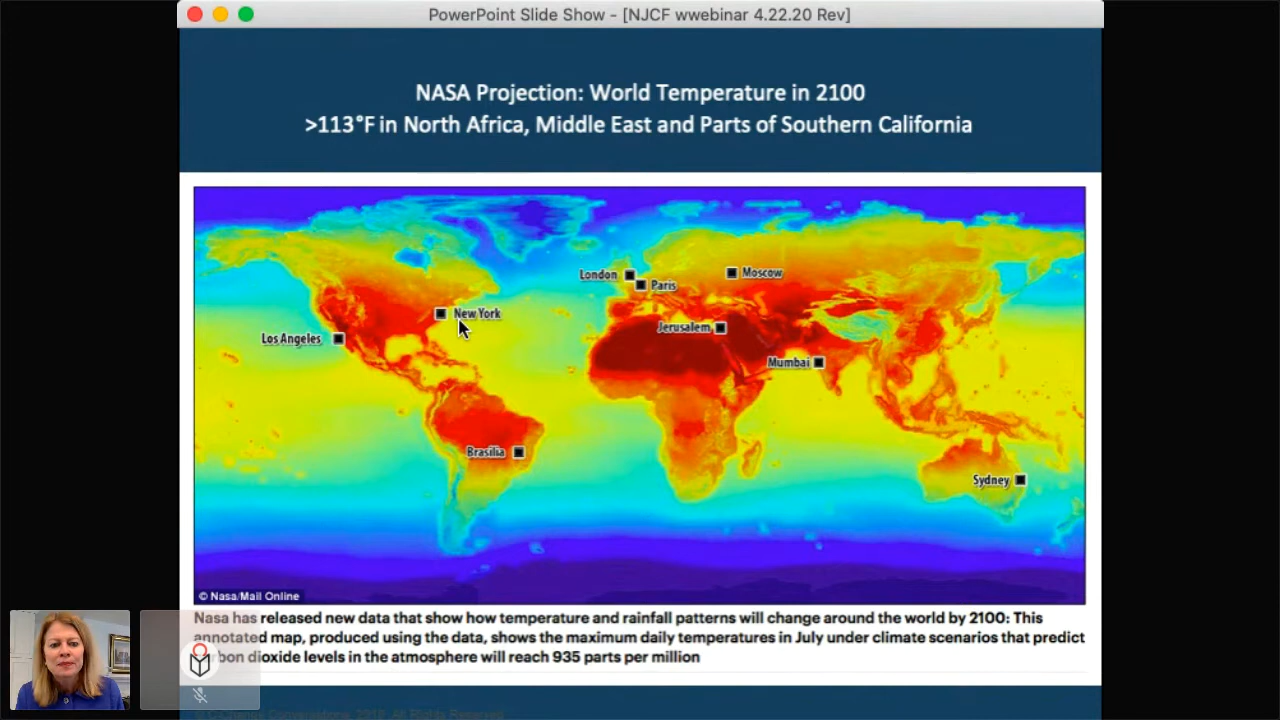 PowerPoint Slide Show - [NJCF wwebinar 4.22.20 Rev]
NASA Projection: World Temperature in 2100
>113°F in North Africa, Middle East and Parts of Southern California
London
Moscow
Paris
New York
Jerusalem
Los Angeles
Mumbai
Brasilia
Sydney
© Nasa/Mail Online
Nasa has released new data that show how temperature and rainfall patterns will change around the world by 2100: This
annotated map, produced using the data, shows the maximum daily temperatures in July under climate scenarios that predict
dioxide levels in the atmosphere will reach 935 parts per million
All Rights Reserved